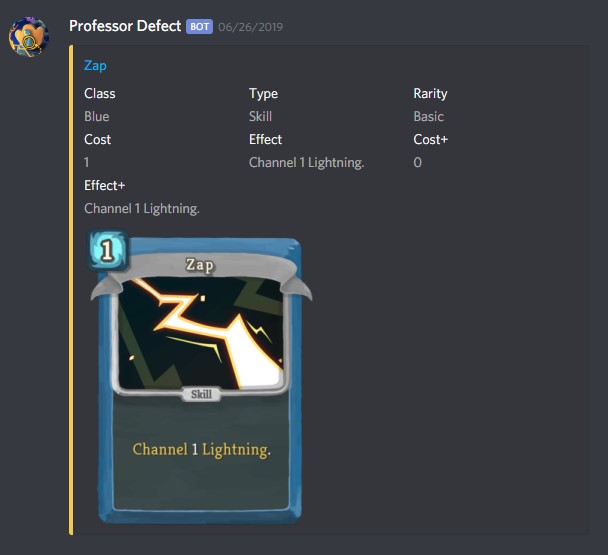 Professor Defect BOT 06/26/2019
Zap
Class Type Rarity
Blue Skill Basic
Cost Effect Cost+
1 Channel 1 Lightning. 0
Effect+
Channel 1 Lightning.
1
Zap
Skill
Channel 1 Lightning.